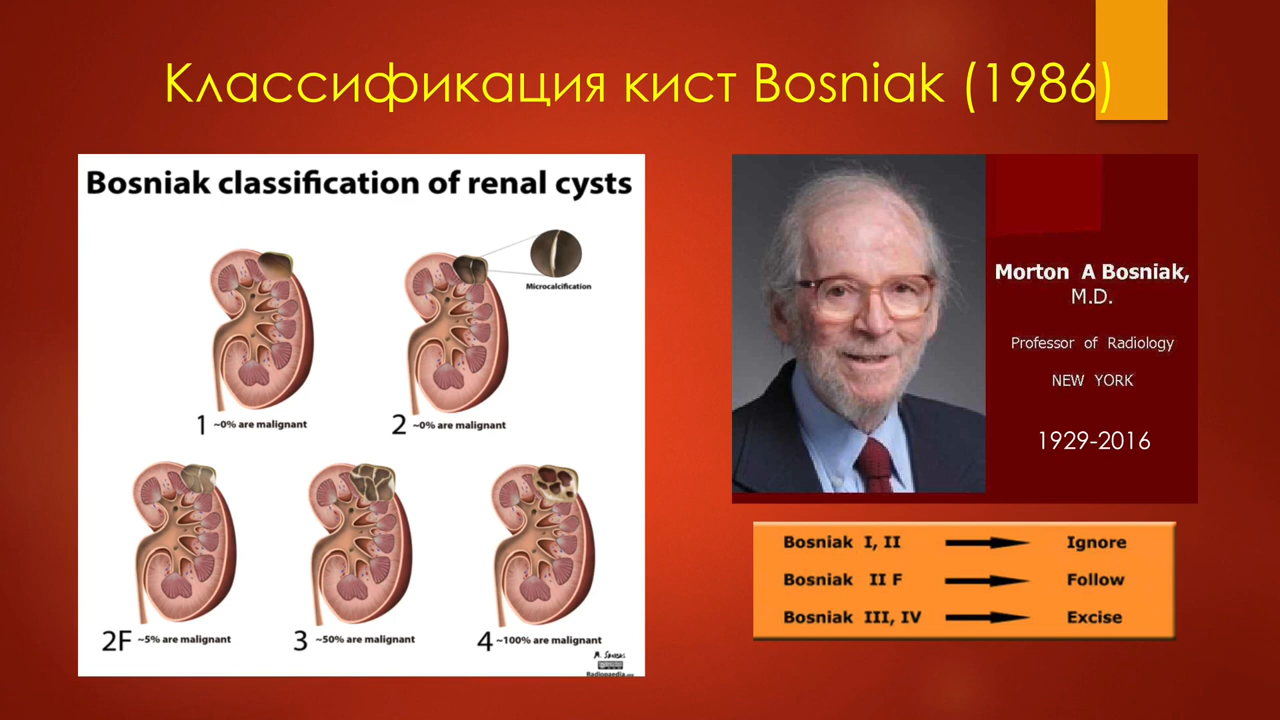 Классификация кист Bosniak (1986)
Bosniak classification of renal cysts
Microcalcification
1 ~0% are malignant
2 ~0% are malignant
2F ~5% are malignant
3 ~50% are malignant
4 ~100% are malignant
Radiopaedia.org
Morton A Bosniak,
M.D.
Professor of Radiology
NEW YORK
1929-2016
Bosniak I, II Ignore
Bosniak II F Follow
Bosniak III, IV Excise